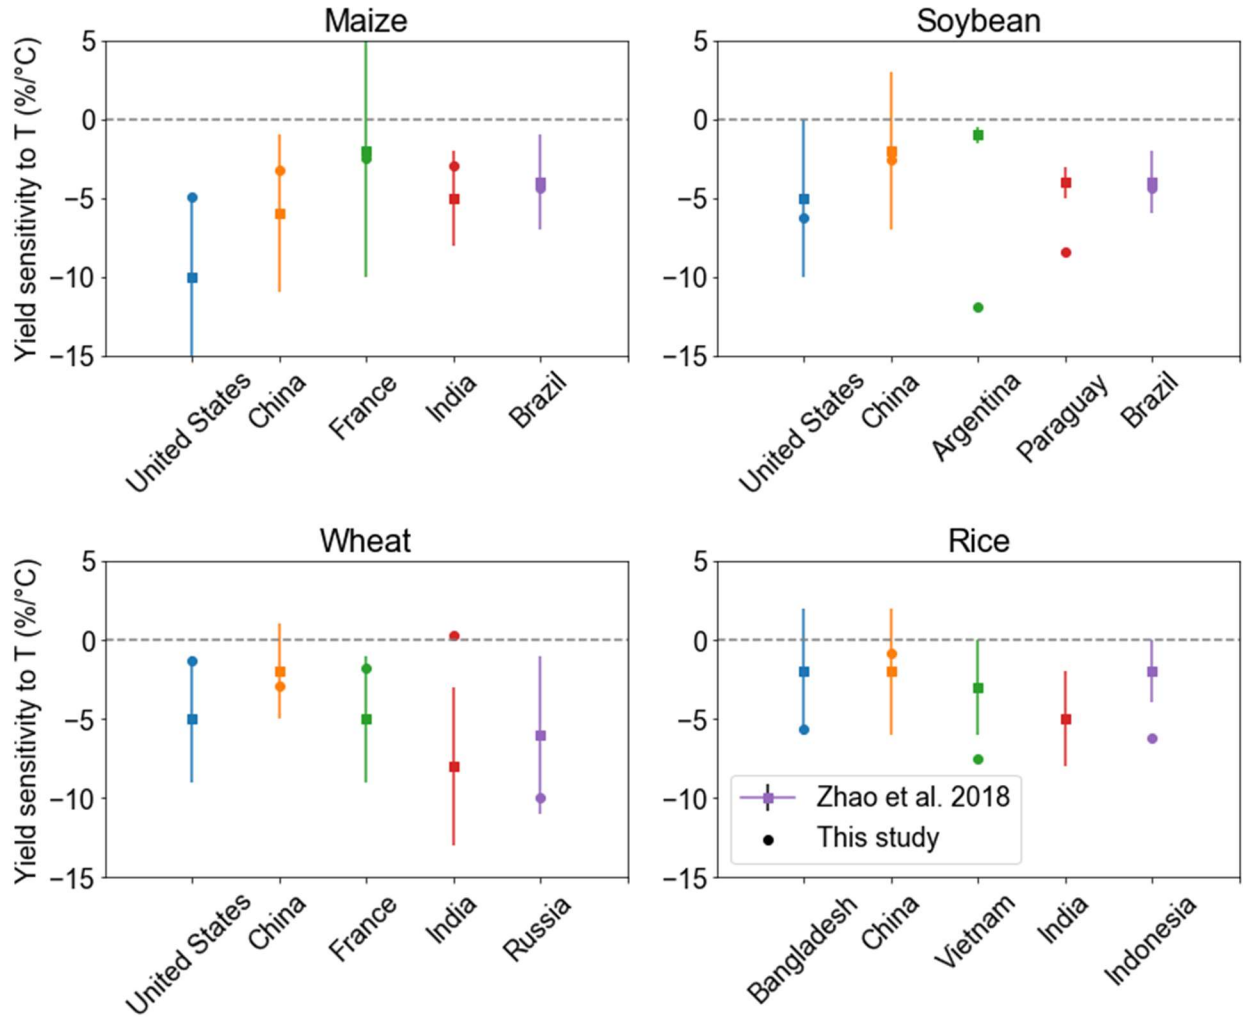 Maize
Yield sensitivity to T (%/°C)
5
0
−5
−10
−15
United States
China
France
India
Brazil
Soybean
5
0
−5
−10
−15
United States
China
Argentina
Paraguay
Brazil
Wheat
Yield sensitivity to T (%/°C)
5
0
−5
−10
−15
United States
China
France
India
Russia
Rice
5
0
−5
−10
−15
Zhao et al. 2018
This study
Bangladesh
China
Vietnam
India
Indonesia